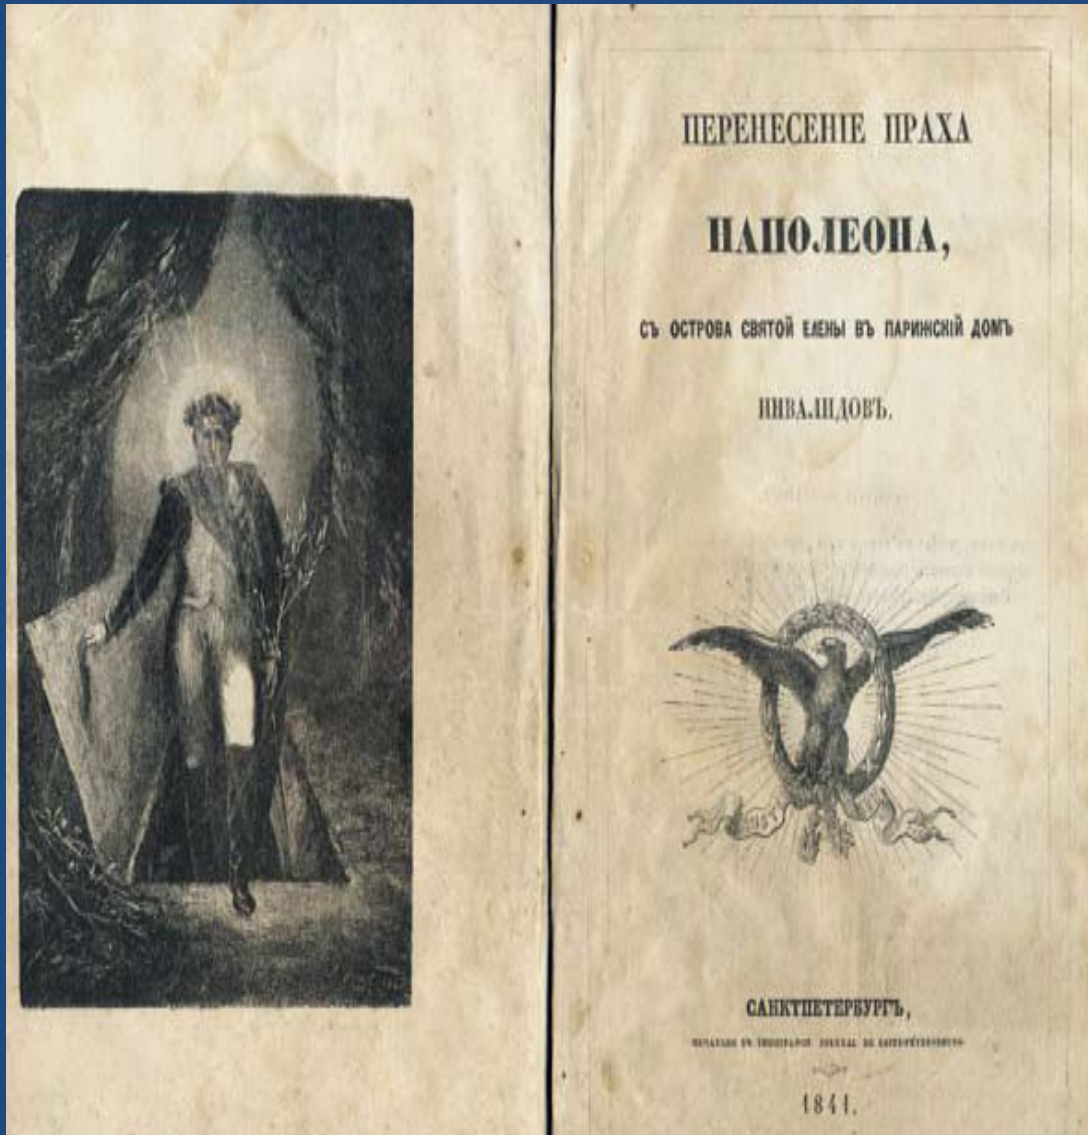 ПЕРЕНЕСЕНІЕ ПРАХА
НАПОЛЕОНА,
СЪ ОСТРОВА СВЯТОЙ ЕЛЕНЫ ВЪ ПАРИЖСКІЙ ДОМЪ
ИНВАЛИДОВЪ.
САНКТПЕТЕРБУРГЪ,
1841.